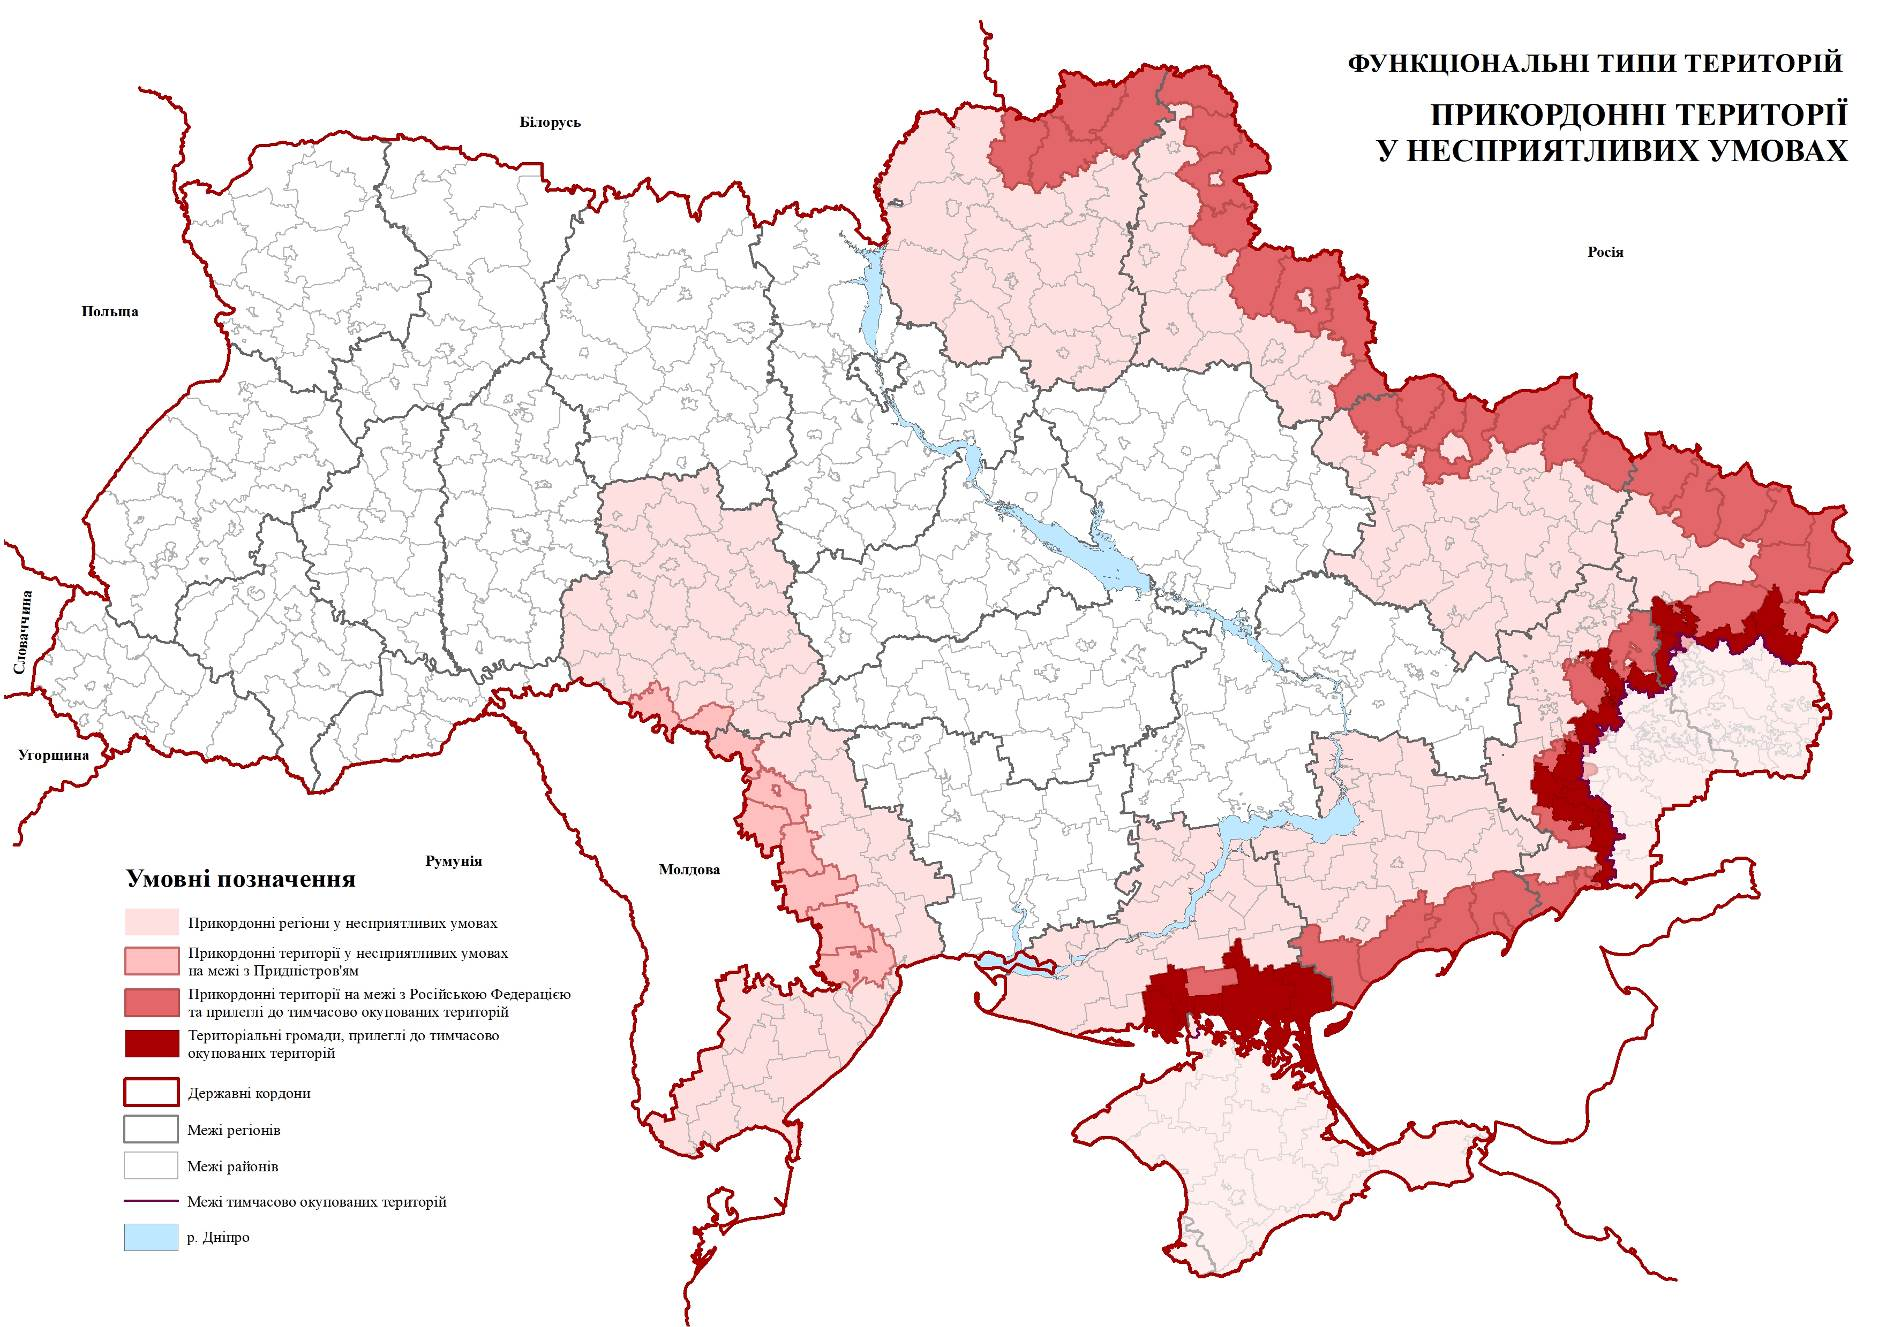 ФУНКЦІОНАЛЬНІ ТИПИ ТЕРИТОРІЙ
ПРИКОРДОННІ ТЕРИТОРІЇ
У НЕСПРИЯТЛИВИХ УМОВАХ
Білорусь
Росія
Польща
Словаччина
Угорщина
Румунія
Молдова
Умовні позначення
Прикордонні регіони у несприятливих умовах
Прикордонні території у несприятливих умовах
на межі з Придністров'ям
Прикордонні території на межі з Російською Федерацією
та прилеглі до тимчасово окупованих територій
Територіальні громади, прилеглі до тимчасово
окупованих територій
Державні кордони
Межі регіонів
Межі районів
Межі тимчасово окупованих територій
р. Дніпро